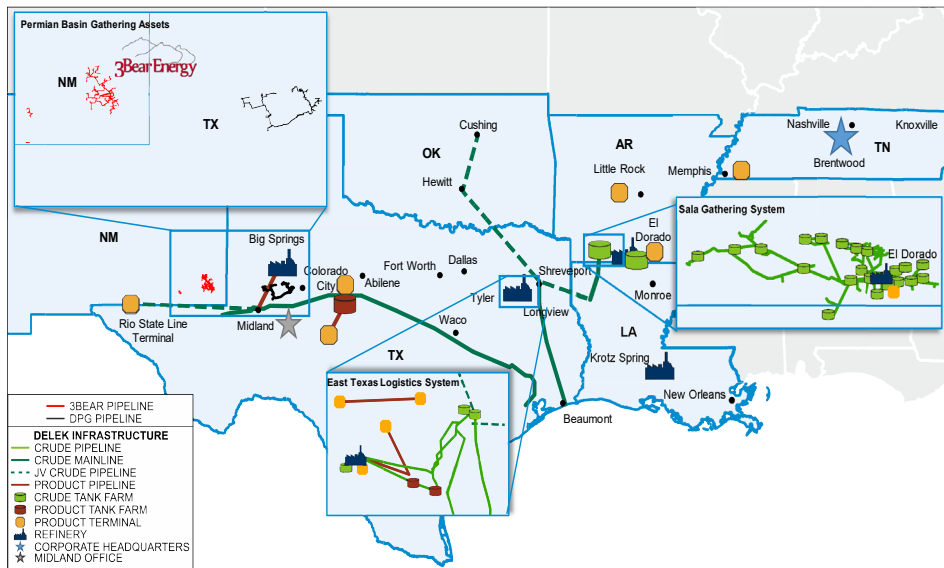 Permian Basin Gathering Assets
3Bear Energy
NM
TX
Cushing
OK
Hewitt
AR
Little Rock
Memphis
Nashville
Knoxville
TN
Brentwood
Sala Gathering System
El Dorado
NM
Big Springs
Colorado
City
Abilene
Fort Worth
Dallas
Shreveport
El
Dorado
Monroe
Tyler
Longview
Rio State Line
Terminal
Midland
Waco
TX
LA
Krotz Spring
New Orleans
Beaumont
East Texas Logistics System
3BEAR PIPELINE
DPG PIPELINE
DELEK INFRASTRUCTURE
CRUDE PIPELINE
CRUDE MAINLINE
JV CRUDE PIPELINE
PRODUCT PIPELINE
CRUDE TANK FARM
PRODUCT TANK FARM
PRODUCT TERMINAL
REFINERY
CORPORATE HEADQUARTERS
MIDLAND OFFICE